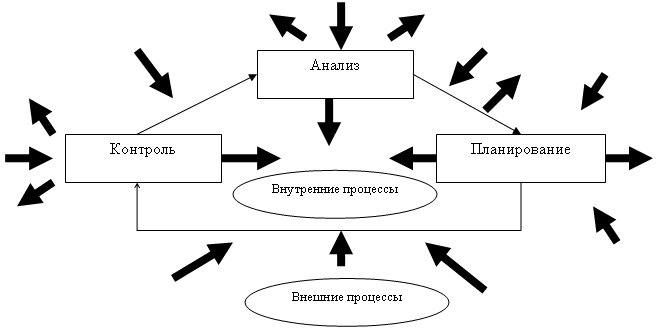 Анализ
Контроль
Планирование
Внутренние процессы
Внешние процессы